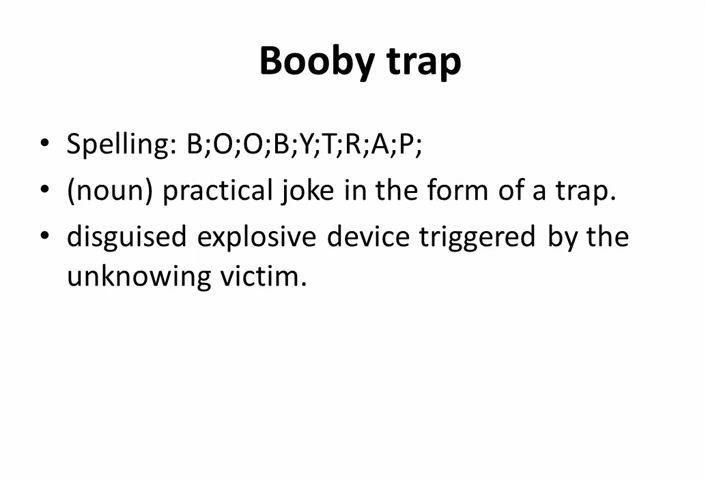 Booby trap
• Spelling: B;O;O;B;Y;T;R;A;P;
• (noun) practical joke in the form of a trap.
• disguised explosive device triggered by the
unknowing victim.